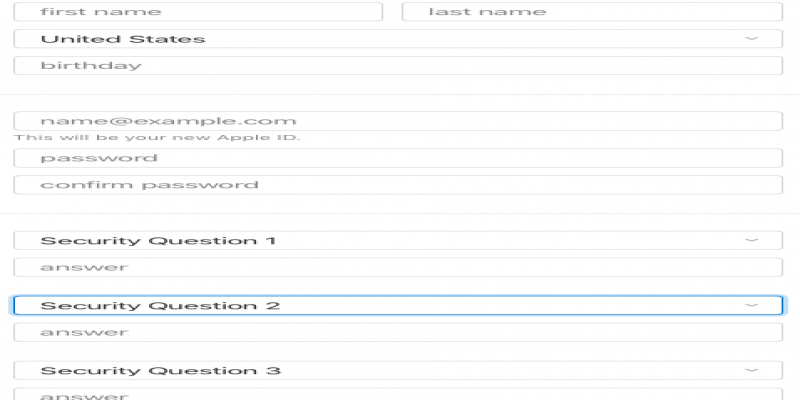 first name last name
United States
birthday
name@example.com
This will be your new Apple ID.
password
confirm password
Security Question 1
answer
Security Question 2
answer
Security Question 3
answer